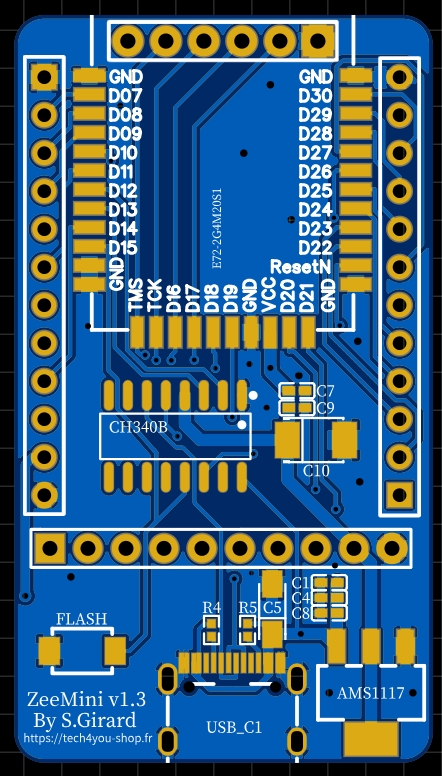 GND GND
D07 D30
D08 D29
D09 D28
D10 D27
D11 D26
D12 D25
D13 D24
D14 D23
D15 D22
GND ResetN
E72-2G4M20S1
TMS TCK D16 D17 D18 D19 GND VCC D20 D21 GND
C7
C9
CH340B
C10
C1
C4
C8
R4 R5 C5
FLASH
AMS1117
ZeeMini v1.3
By S.Girard
https://tech4you-shop.fr
USB_C1